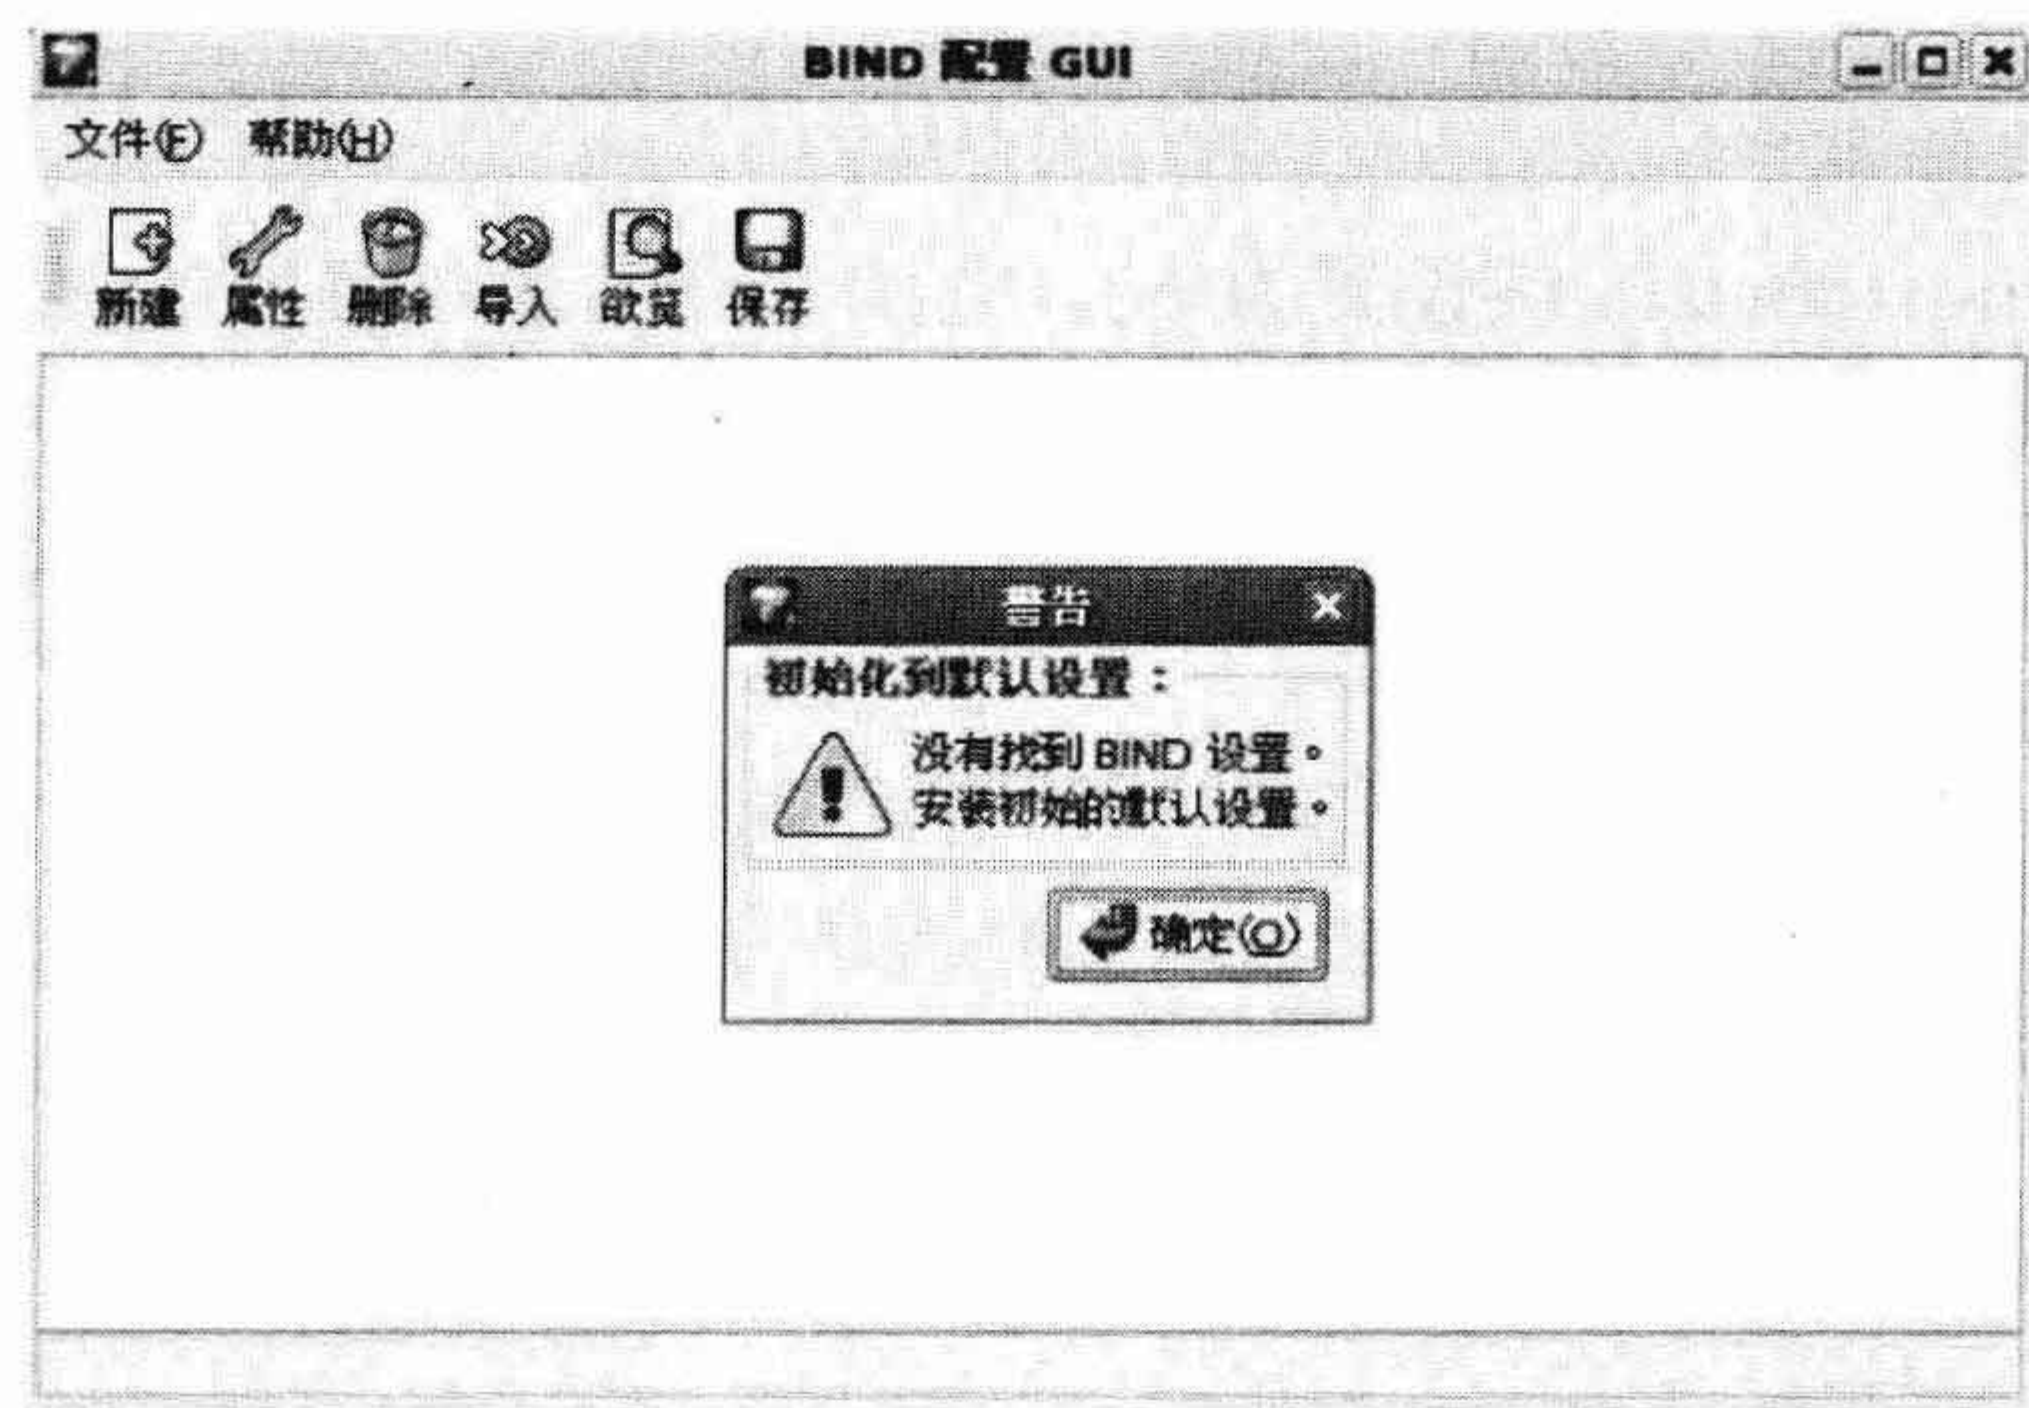 BIND 配置 GUI
文件(F) 帮助(H)
新建 属性 删除 导入 欲览 保存
警告
初始化到默认设置：
没有找到 BIND 设置。
安装初始的默认设置。
确定(O)